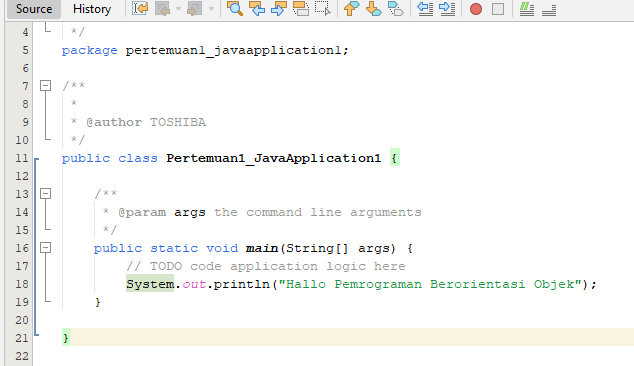 Source History
4 */
5 package pertemuan1_javaapplication1;
6
7 /**
8 *
9 * @author TOSHIBA
10 */
11 public class Pertemuan1_JavaApplication1 {
12
13 /**
14 * @param args the command line arguments
15 */
16 public static void main(String[] args) {
17 // TODO code application logic here
18 System.out.println("Hallo Pemrograman Berorientasi Objek");
19 }
20
21 }
22